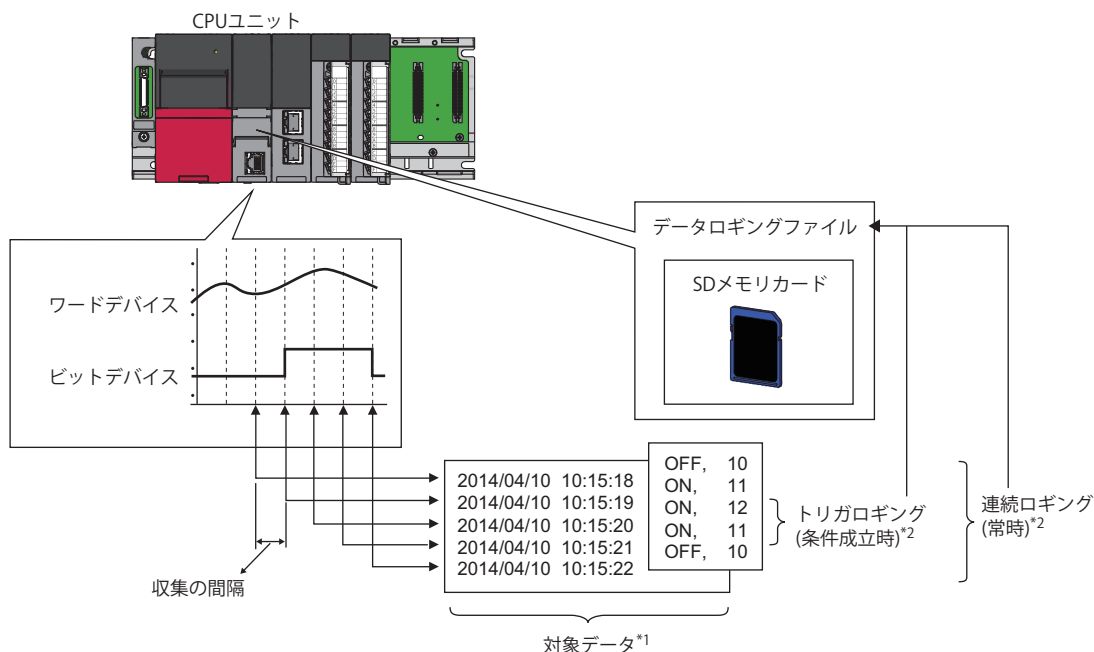 CPUユニット
データロギングファイル
SDメモリカード
ワードデバイス
ビットデバイス
2014/04/10 10:15:18
2014/04/10 10:15:19
2014/04/10 10:15:20
2014/04/10 10:15:21
2014/04/10 10:15:22
OFF, 10
ON, 11
ON, 12
ON, 11
OFF, 10
トリガロギング
(条件成立時)*2
連続ロギング
(常時)*2
収集の間隔
対象データ*1